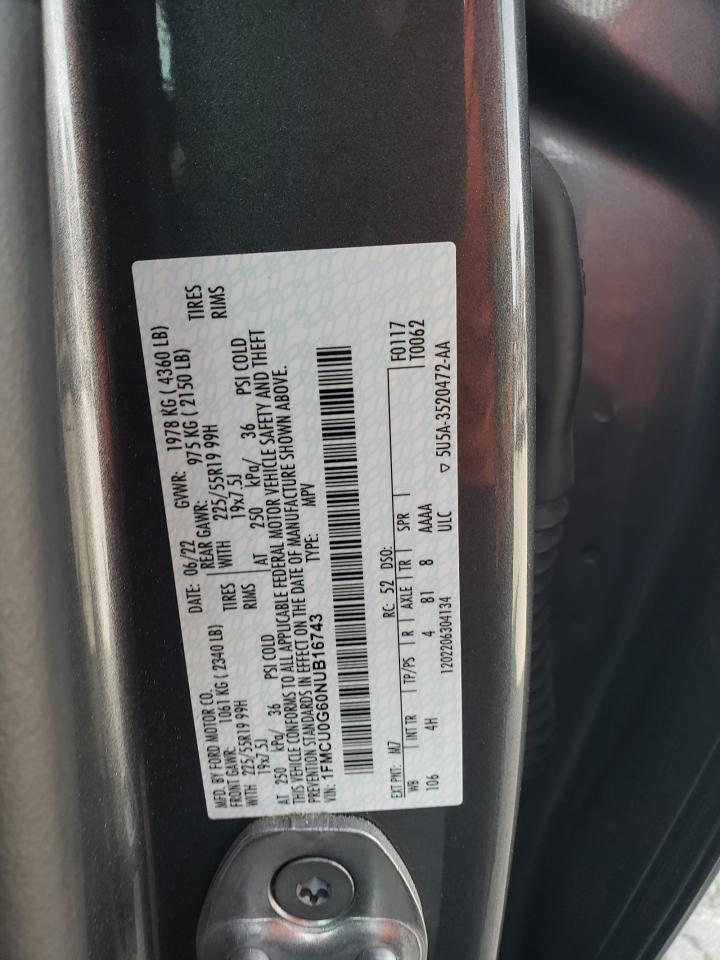 MFD. BY FORD MOTOR CO. DATE: 06/22 GVWR: 1978 KG ( 4360 LB)
FRONT GAWR: 1061 KG ( 2340 LB) REAR GAWR: 975 KG ( 2150 LB)
WITH 225/55R19 99H TIRES WITH 225/55R19 99H TIRES
19x7.5J RIMS 19x7.5J RIMS
AT 250 kPa/ 36 PSI COLD AT 250 kPa/ 36 PSI COLD
THIS VEHICLE CONFORMS TO ALL APPLICABLE FEDERAL MOTOR VEHICLE SAFETY AND THEFT
PREVENTION STANDARDS IN EFFECT ON THE DATE OF MANUFACTURE SHOWN ABOVE.
VIN: 1FMCU0G60NUB16743 TYPE: MPV
EXT PNT: M7 RC: 52 DSO: F0117
WB INT TR TP/PS R AXLE TR SPR T0062
106 4H 4 81 8 AAAA
ULC
1202206304134 ▽ 5U5A-3520472-AA